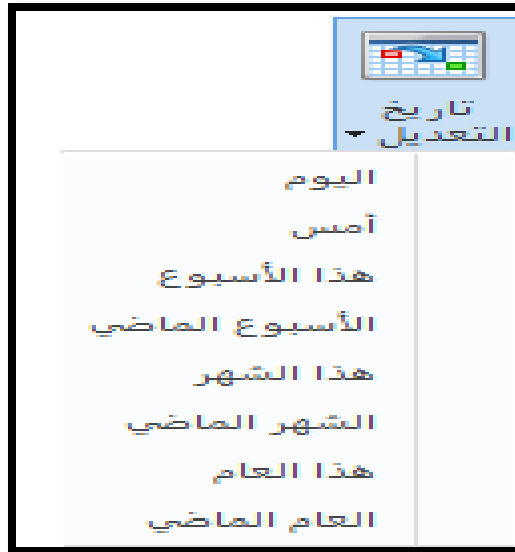 تاريخ
التعديل
اليوم
أمس
هذا الأسبوع
الأسبوع الماضي
هذا الشهر
الشهر الماضي
هذا العام
العام الماضي